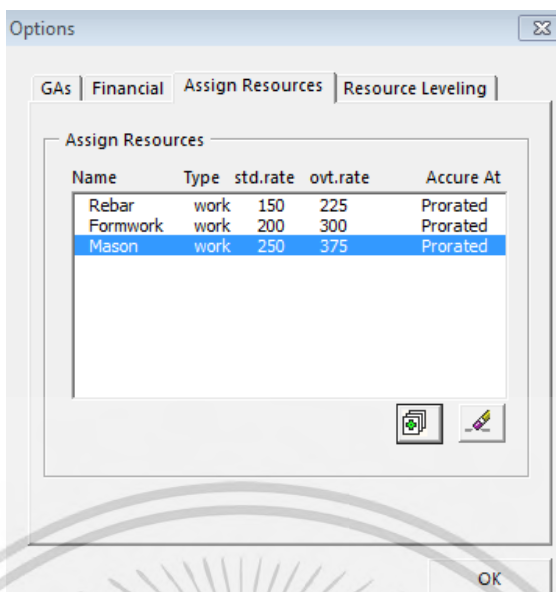 Options
GAs Financial Assign Resources Resource Leveling
Assign Resources
Name Type std.rate ovt.rate Accure At
Rebar work 150 225 Prorated
Formwork work 200 300 Prorated
Mason work 250 375 Prorated
OK